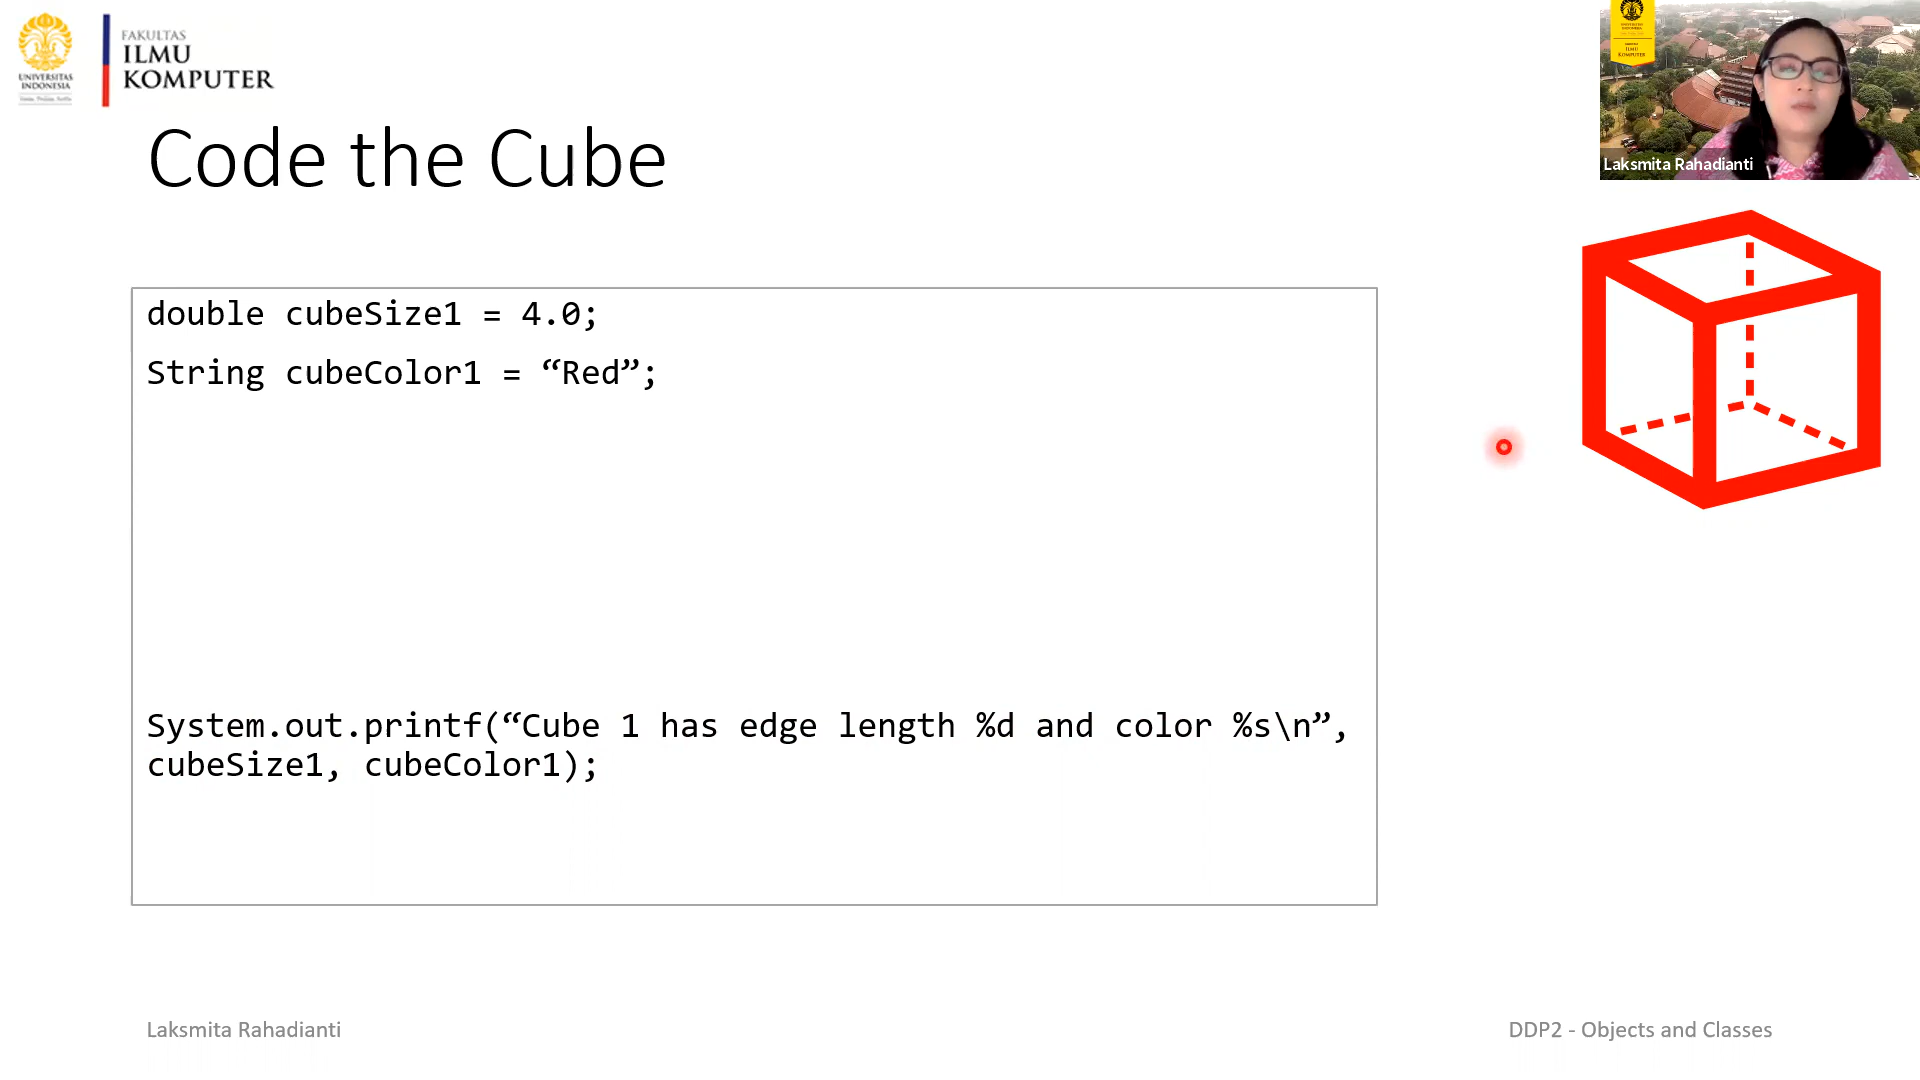 UNIVERSITAS
INDONESIA
FAKULTAS
ILMU
KOMPUTER
Laksmita Rahadianti
Code the Cube
double cubeSize1 = 4.0;
String cubeColor1 = “Red”;
System.out.printf(“Cube 1 has edge length %d and color %s\n”,
cubeSize1, cubeColor1);
Laksmita Rahadianti
DDP2 - Objects and Classes